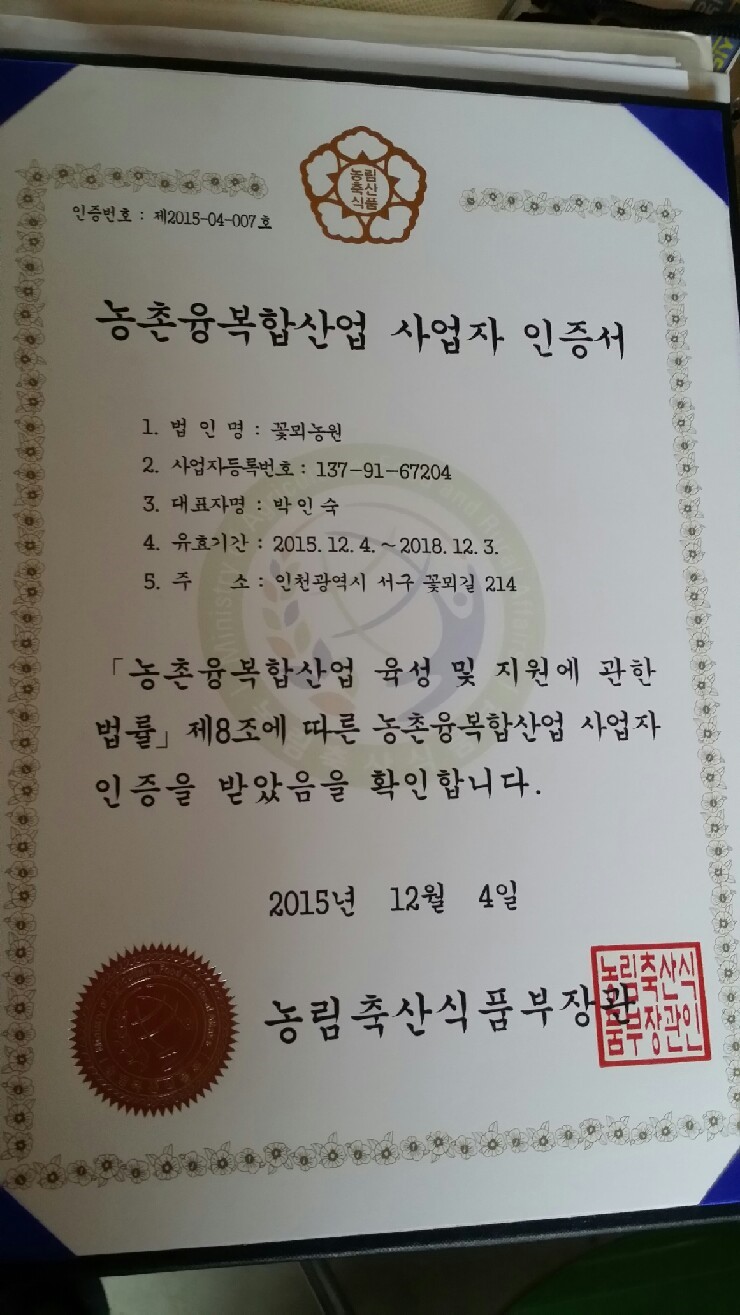 농림
축산
식품
인증번호 : 제2015-04-007호
농촌융복합산업 사업자 인증서
1. 법 인 명 : 꽃뫼농원
2. 사업자등록번호 : 137-91-67204
3. 대표자명 : 박인숙
4. 유효기간 : 2015. 12. 4. ~ 2018. 12. 3.
5. 주 소 : 인천광역시 서구 꽃뫼길 214
「농촌융복합산업 육성 및 지원에 관한
법률」 제8조에 따른 농촌융복합산업 사업자
인증을 받았음을 확인합니다.
2015년 12월 4일
농림축산식품부장관
농림축산식
품부장관인